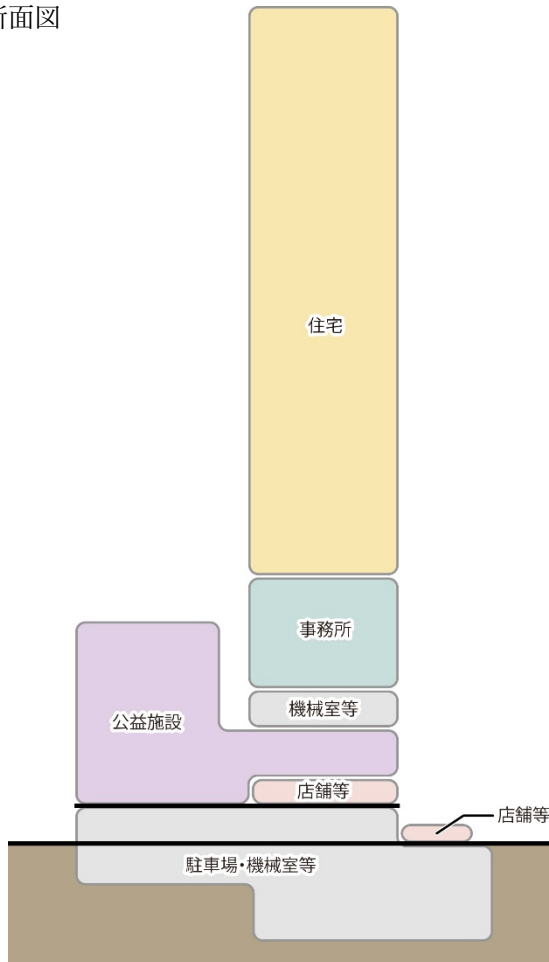 断面図
住宅
事務所
機械室等
公益施設
店舗等
店舗等
駐車場・機械室等